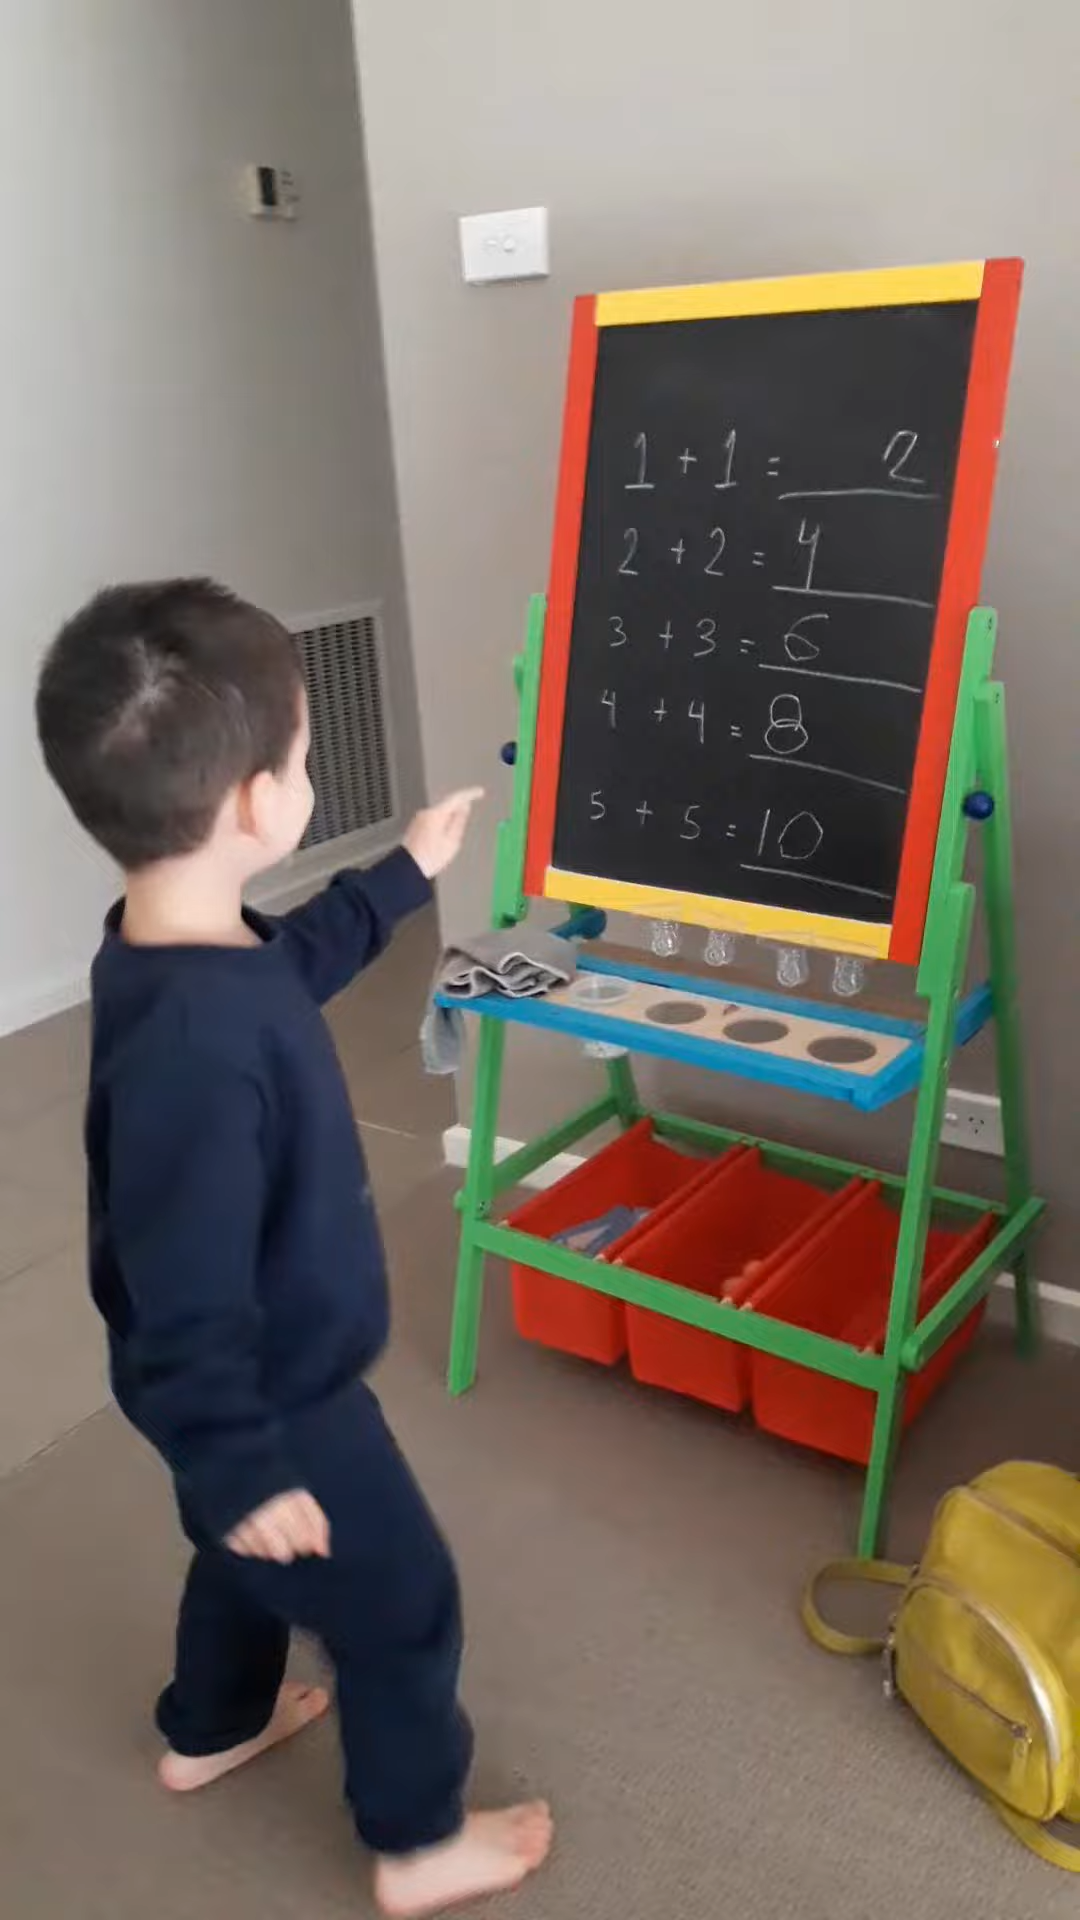 1 + 1 = 2
2 + 2 = 4
3 + 3 = 6
4 + 4 = 8
5 + 5 = 10